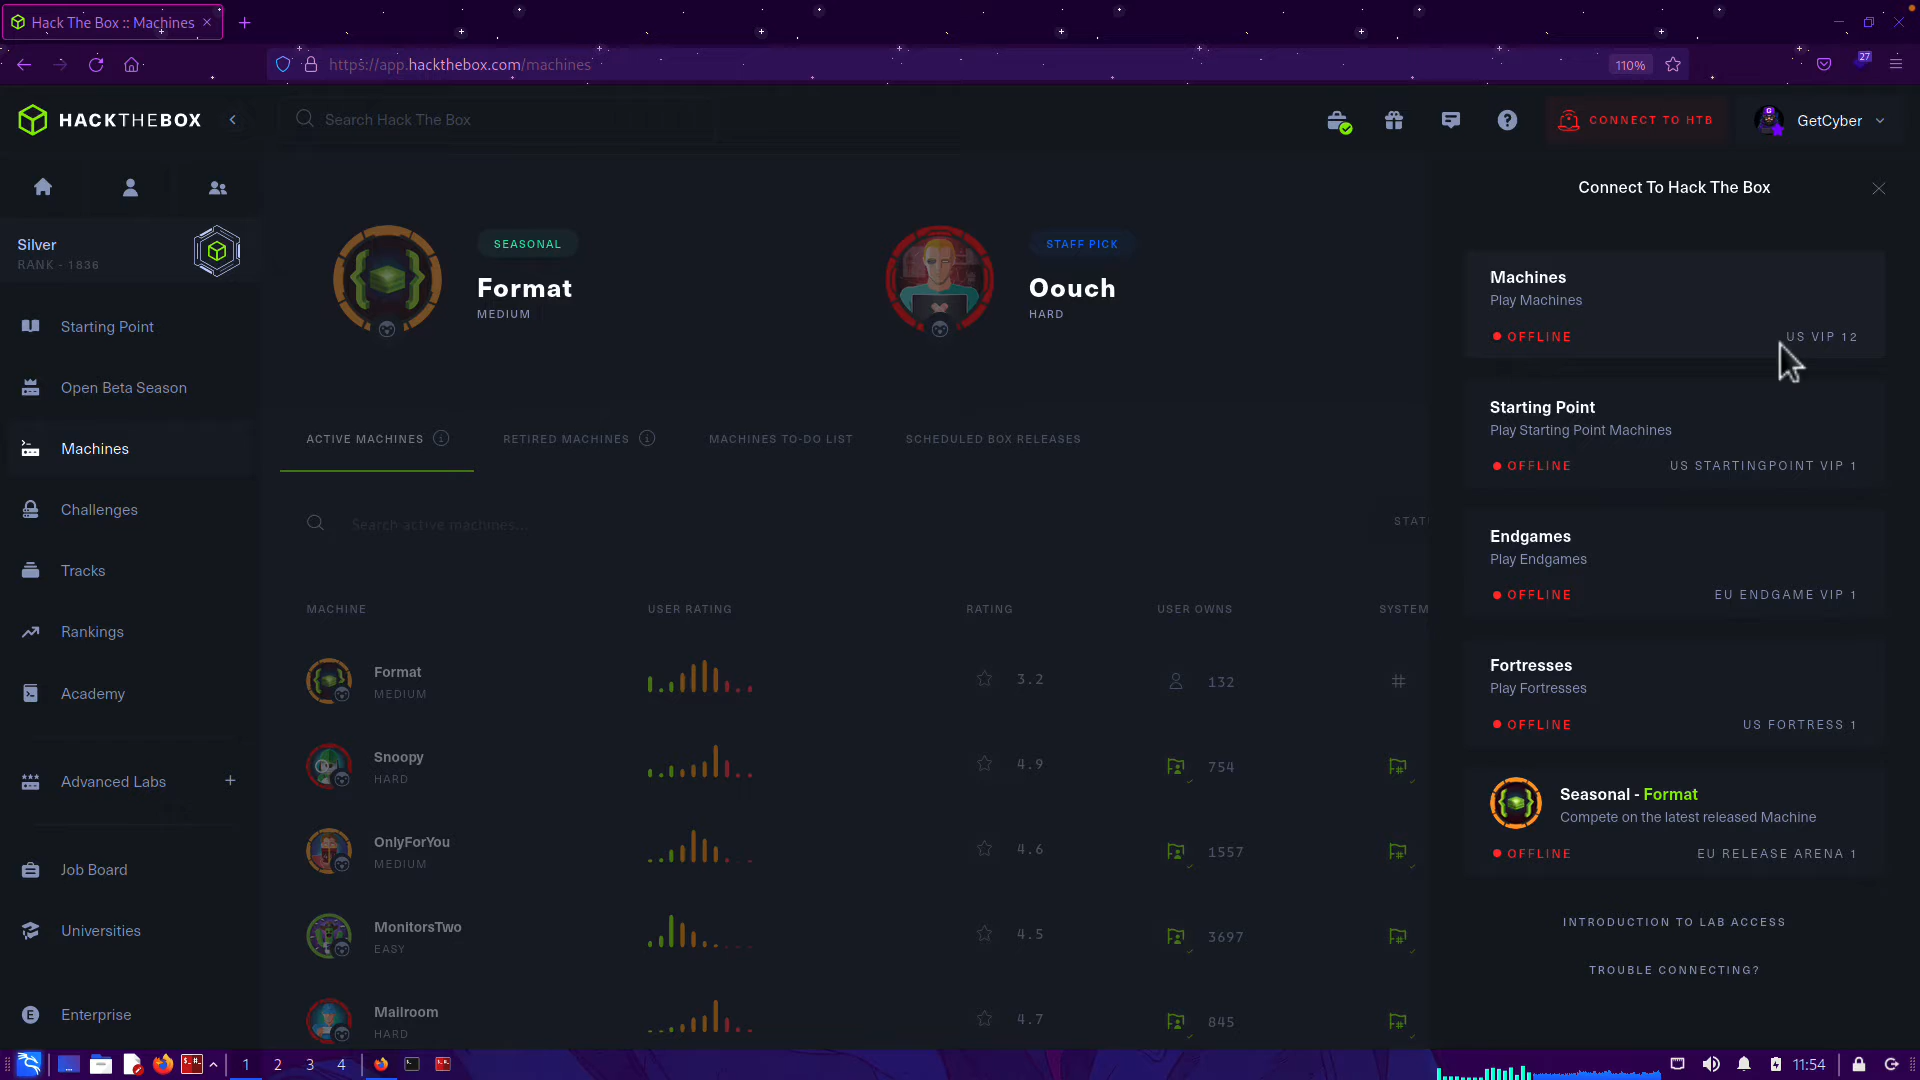 Hack The Box :: Machines
https://app.hackthebox.com/machines
110%
27
HACKTHEBOX
Search Hack The Box
CONNECT TO HTB
GetCyber
Silver
RANK - 1836
Starting Point
Open Beta Season
Machines
Challenges
Tracks
Rankings
Academy
Advanced Labs
Job Board
Universities
Enterprise
SEASONAL
Format
MEDIUM
STAFF PICK
Oouch
HARD
ACTIVE MACHINES
RETIRED MACHINES
MACHINES TO-DO LIST
SCHEDULED BOX RELEASES
Search active machines...
STAT
MACHINE
USER RATING
RATING
USER OWNS
SYSTEM
Format
MEDIUM
3.2
132
Snoopy
HARD
4.9
754
OnlyForYou
MEDIUM
4.6
1557
MonitorsTwo
EASY
4.5
3697
Mailroom
HARD
4.7
845
Connect To Hack The Box
Machines
Play Machines
OFFLINE
US VIP 12
Starting Point
Play Starting Point Machines
OFFLINE
US STARTINGPOINT VIP 1
Endgames
Play Endgames
OFFLINE
EU ENDGAME VIP 1
Fortresses
Play Fortresses
OFFLINE
US FORTRESS 1
Seasonal - Format
Compete on the latest released Machine
OFFLINE
EU RELEASE ARENA 1
INTRODUCTION TO LAB ACCESS
TROUBLE CONNECTING?
1 2 3 4
11:54